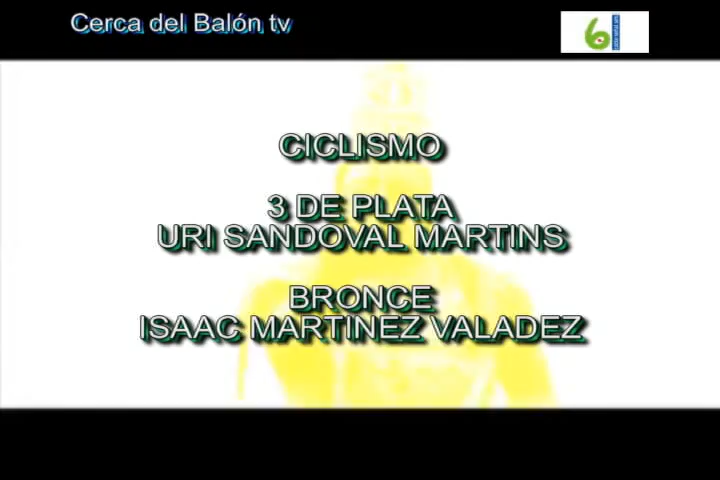 Cerca del Balón tv
CICLISMO
3 DE PLATA
URI SANDOVAL MARTINS
BRONCE
ISAAC MARTINEZ VALADEZ